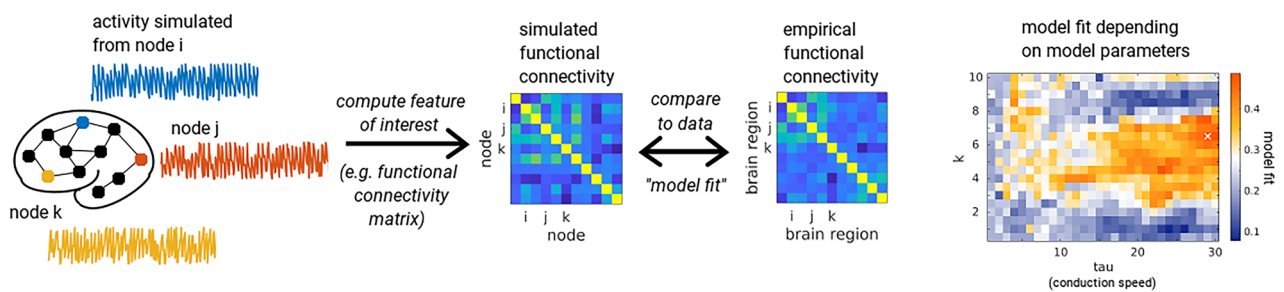 activity simulated
from node i
node j
node k
compute feature
of interest
(e.g. functional
connectivity
matrix)
simulated
functional
connectivity
node
i
j
k
i j k
node
compare
to data
"model fit"
empirical
functional
connectivity
brain region
i
j
k
i j k
brain region
model fit depending
on model parameters
k
10
8
6
4
2
10 20 30
tau
(conduction speed)
0.4
0.3
0.2
0.1
model
fit